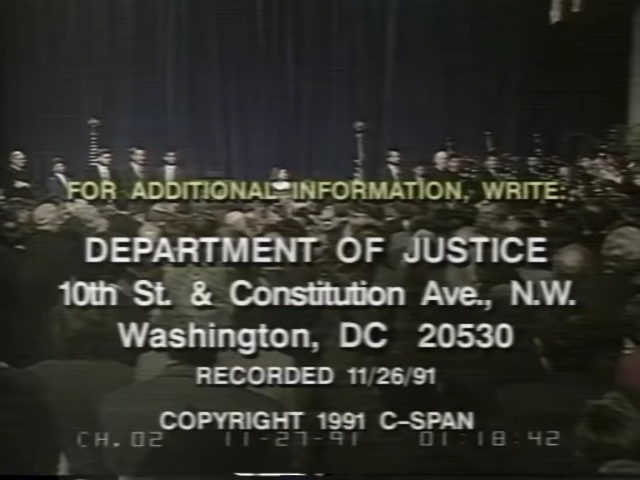 FOR ADDITIONAL INFORMATION, WRITE:
DEPARTMENT OF JUSTICE
10th St. & Constitution Ave., N.W.
Washington, DC 20530
RECORDED 11/26/91
COPYRIGHT 1991 C-SPAN
CH.02 11-27-91 01:18:42